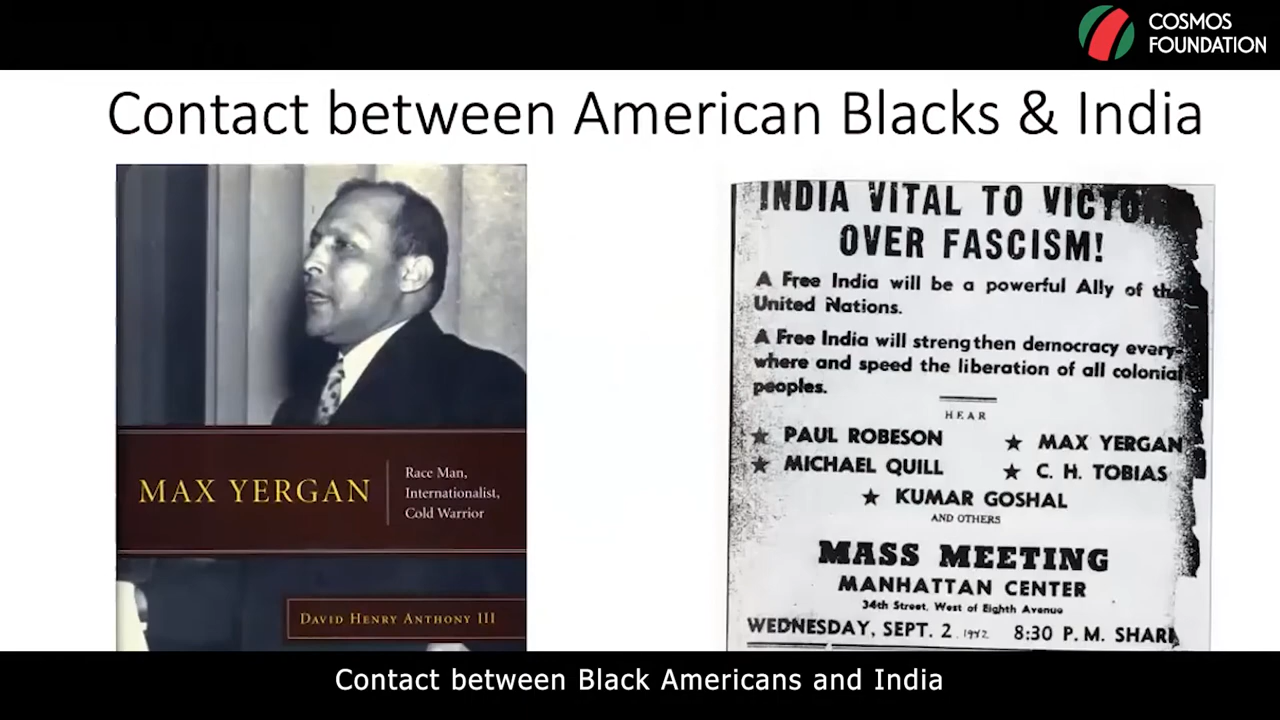 COSMOS
FOUNDATION
Contact between American Blacks & India
MAX YERGAN
Race Man,
Internationalist,
Cold Warrior
DAVID HENRY ANTHONY III
INDIA VITAL TO
OVER FASCISM!
A Free India will be a powerful Ally of the
United Nations.
A Free India will strengthen democracy every-
where and speed the liberation of all colonial
peoples.
HEAR
★ PAUL ROBESON ★ MAX YERGAN
★ MICHAEL QUILL ★ C. H. TOBIAS
★ KUMAR GOSHAL
AND OTHERS
MASS MEETING
MANHATTAN CENTER
34th Street, West of Eighth Avenue
WEDNESDAY, SEPT. 2 1942 8:30 P. M.
Contact between Black Americans and India